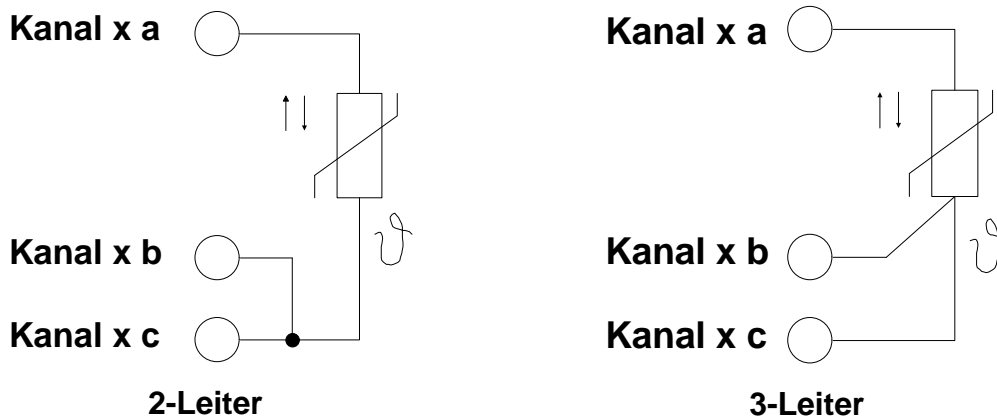 Kanal x a
Kanal x b
Kanal x c
ϑ
2-Leiter
Kanal x a
Kanal x b
Kanal x c
ϑ
3-Leiter